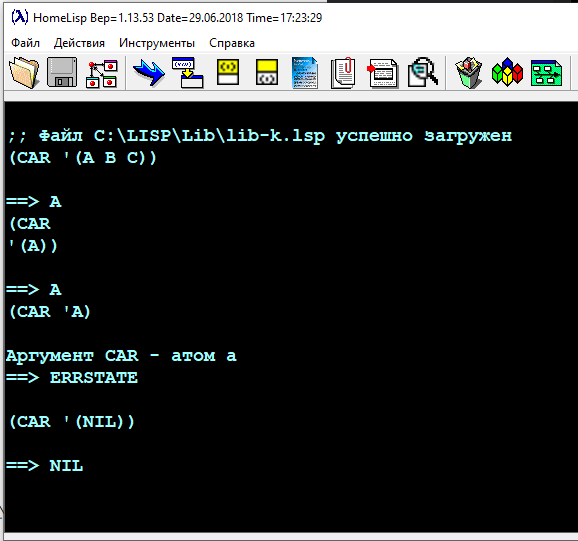 HomeLisp Вер=1.13.53 Date=29.06.2018 Time=17:23:29
Файл Действия Инструменты Справка
;; Файл C:\LISP\Lib\lib-k.lsp успешно загружен
(CAR '(A B C))
==> A
(CAR
'(A))
==> A
(CAR 'A)
Аргумент CAR - атом a
==> ERRSTATE
(CAR '(NIL))
==> NIL